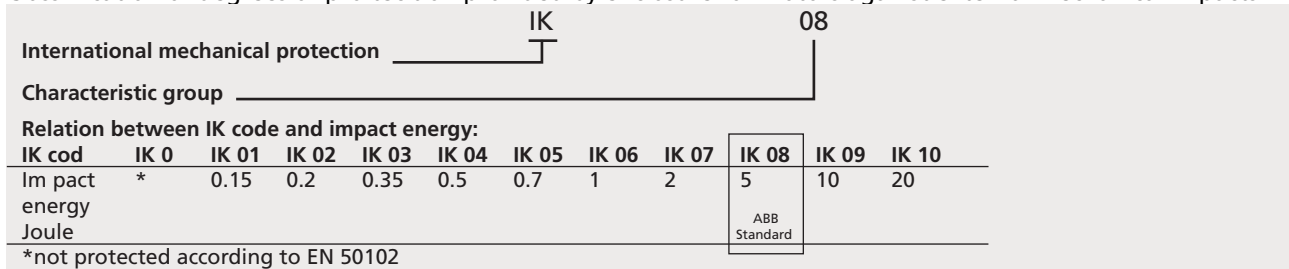 IK 08
International mechanical protection
Characteristic group
Relation between IK code and impact energy:
IK cod IK 0 IK 01 IK 02 IK 03 IK 04 IK 05 IK 06 IK 07 IK 08 IK 09 IK 10
Im pact * 0.15 0.2 0.35 0.5 0.7 1 2 5 10 20
energy
ABB
Joule
Standard
*not protected according to EN 50102